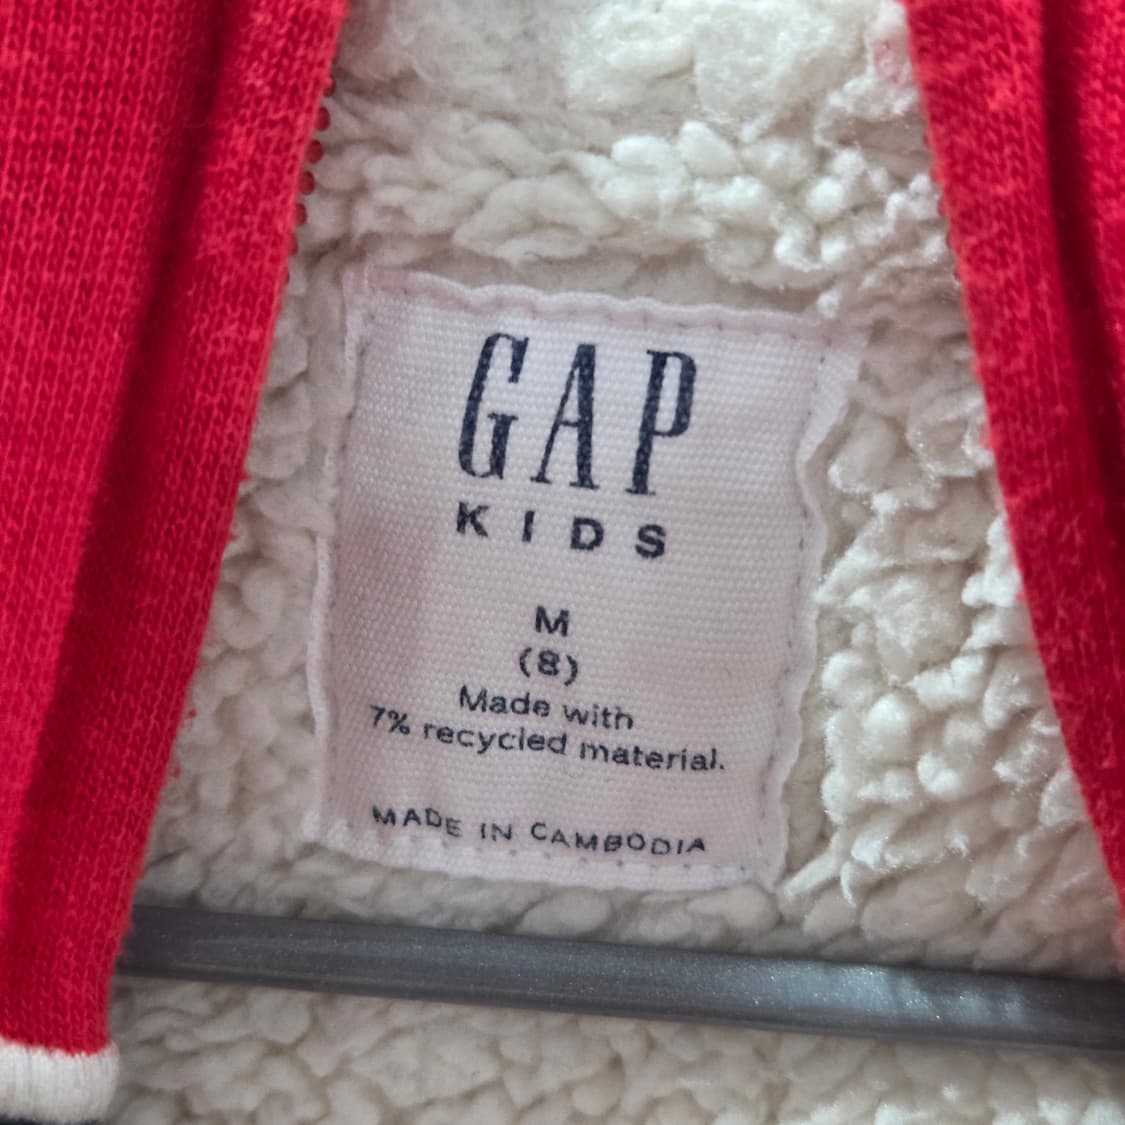 GAP
KIDS
M
(8)
Made with
7% recycled material.
MADE IN CAMBODIA